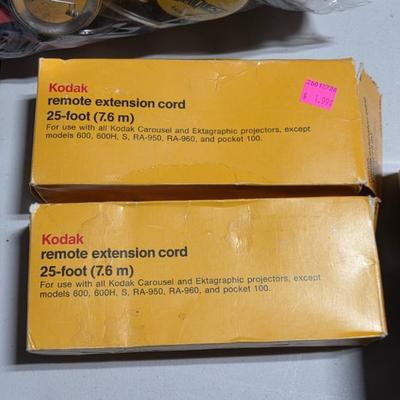 Kodak
remote extension cord
25-foot (7.6 m)
For use with all Kodak Carousel and Ektagraphic projectors, except
models 600, 600H, S, RA-950, RA-960, and pocket 100.
Kodak
remote extension cord
25-foot (7.6 m)
For use with all Kodak Carousel and Ektagraphic projectors, except
models 600, 600H, S, RA-950, RA-960, and pocket 100.